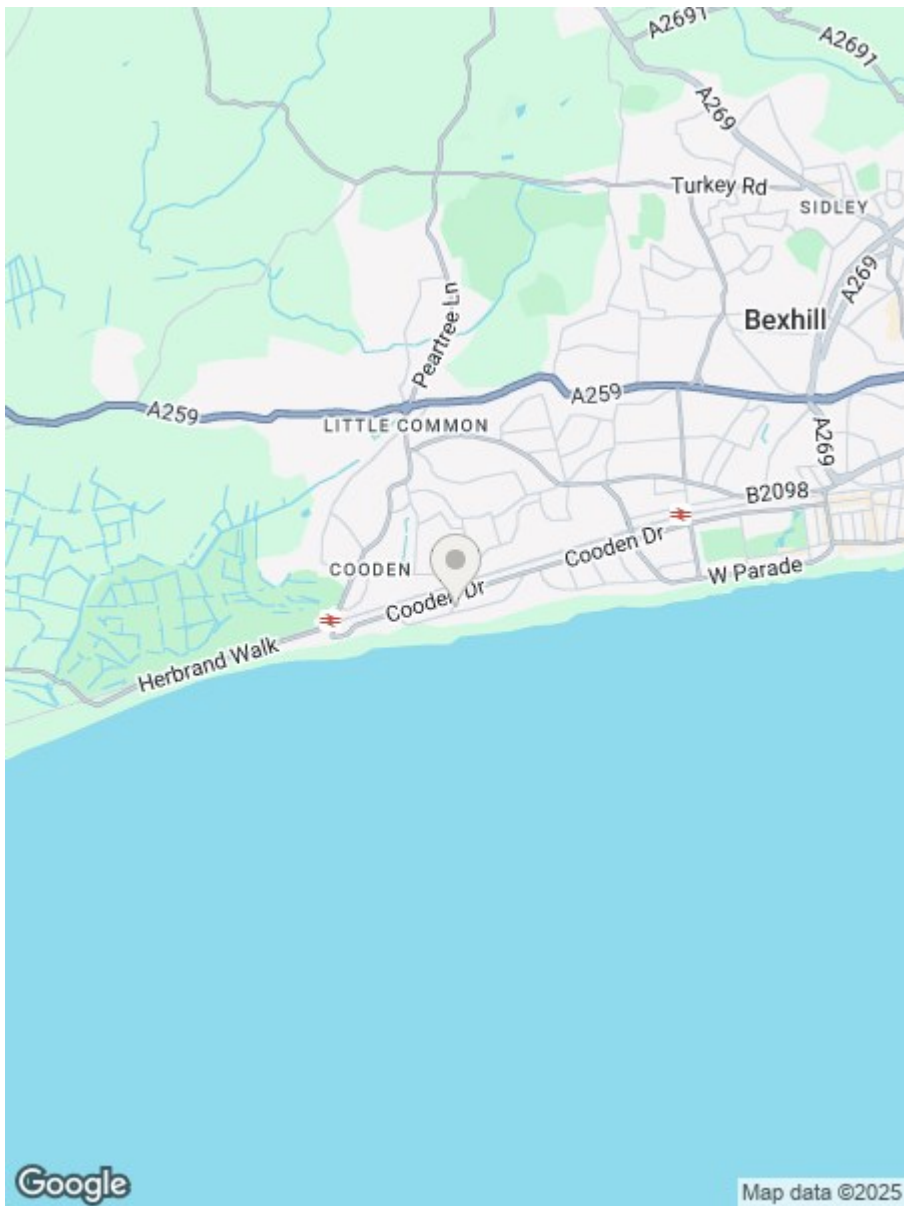 A2691
A2691
A269
Turkey Rd
SIDLEY
A269
Peartree Ln
Bexhill
A259
A259
LITTLE COMMON
A269
B2098
Cooden Dr
COODEN
W Parade
Cooden Dr
Herbrand Walk
Google
Map data ©2025